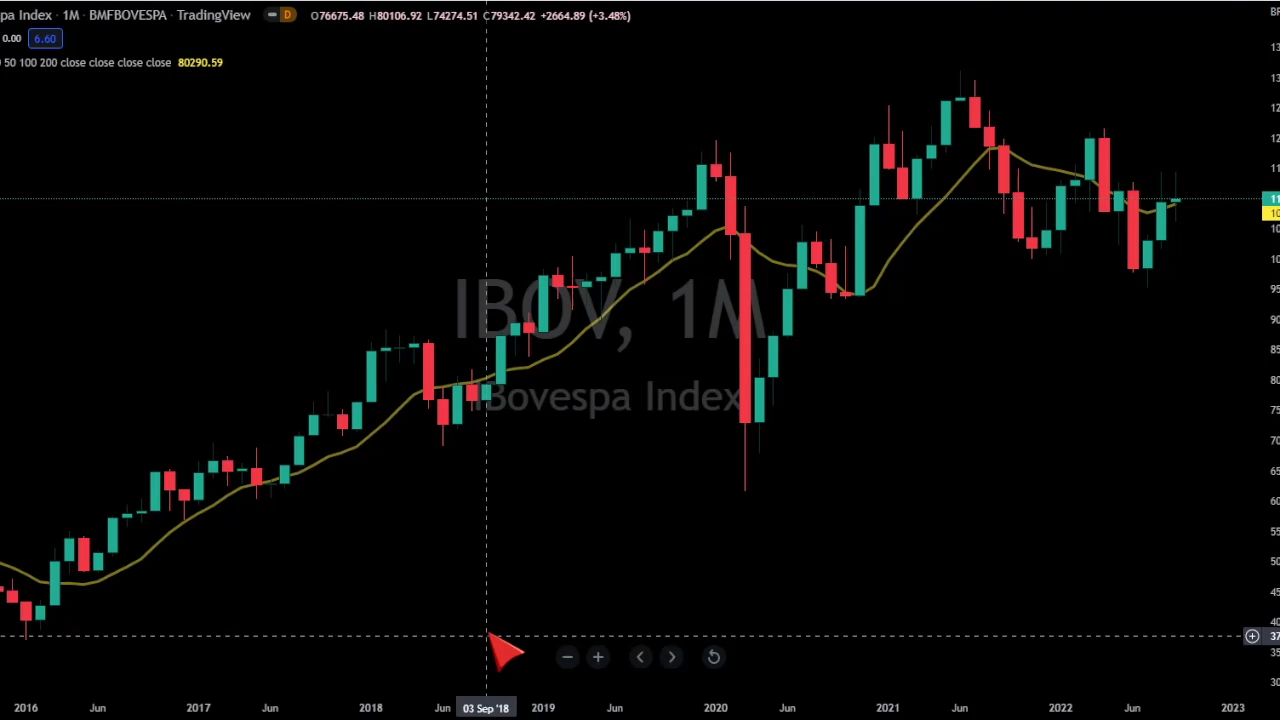 pa Index · 1M · BMFBOVESPA · TradingView D O76675.48 H80106.92 L74274.51 C79342.42 +2664.89 (+3.48%)
0.00 6.60
50 100 200 close close close close 80290.59
IBOV, 1M
IBovespa Index
03 Sep '18
2016 Jun 2017 Jun 2018 Jun 2019 Jun 2020 Jun 2021 Jun 2022 Jun 2023